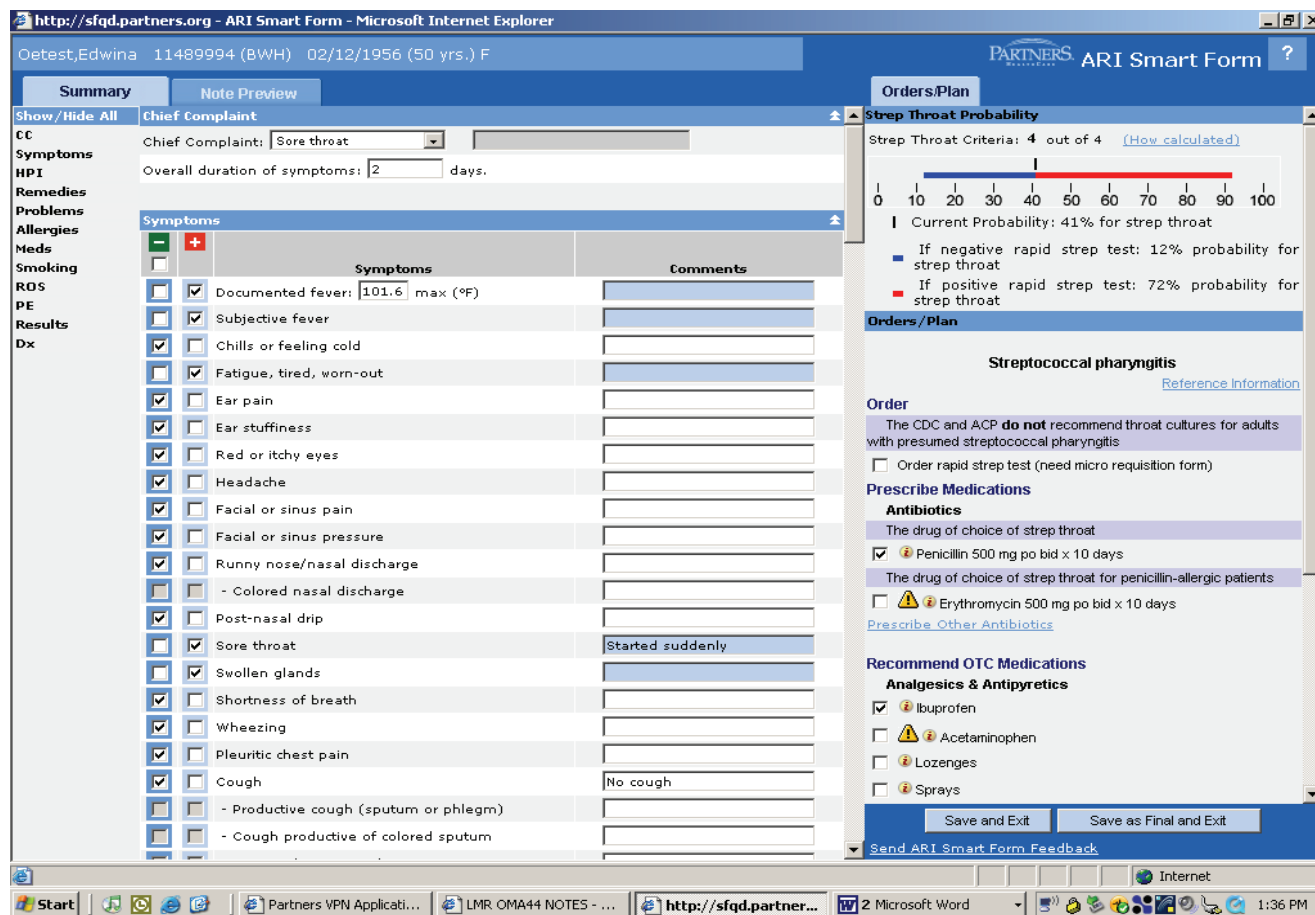 http://sfqd.partners.org - ARI Smart Form - Microsoft Internet Explorer
Oetest,Edwina 11489994 (BWH) 02/12/1956 (50 yrs.) F
PARTNERS. ARI Smart Form ?
Summary
Note Preview
Orders/Plan
Show/Hide All
CC
Symptoms
HPI
Remedies
Problems
Allergies
Meds
Smoking
ROS
PE
Results
Dx
Chief Complaint
Chief Complaint: Sore throat
Overall duration of symptoms: 2 days.
Symptoms
Symptoms Comments
Documented fever: 101.6 max (°F)
Subjective fever
Chills or feeling cold
Fatigue, tired, worn-out
Ear pain
Ear stuffiness
Red or itchy eyes
Headache
Facial or sinus pain
Facial or sinus pressure
Runny nose/nasal discharge
- Colored nasal discharge
Post-nasal drip
Sore throat Started suddenly
Swollen glands
Shortness of breath
Wheezing
Pleuritic chest pain
Cough No cough
- Productive cough (sputum or phlegm)
- Cough productive of colored sputum
Strep Throat Probability
Strep Throat Criteria: 4 out of 4 (How calculated)
0 10 20 30 40 50 60 70 80 90 100
Current Probability: 41% for strep throat
If negative rapid strep test: 12% probability for
strep throat
If positive rapid strep test: 72% probability for
strep throat
Orders/Plan
Streptococcal pharyngitis
Reference Information
Order
The CDC and ACP do not recommend throat cultures for adults
with presumed streptococcal pharyngitis
Order rapid strep test (need micro requisition form)
Prescribe Medications
Antibiotics
The drug of choice of strep throat
Penicillin 500 mg po bid x 10 days
The drug of choice of strep throat for penicillin-allergic patients
Erythromycin 500 mg po bid x 10 days
Prescribe Other Antibiotics
Recommend OTC Medications
Analgesics & Antipyretics
Ibuprofen
Acetaminophen
Lozenges
Sprays
Save and Exit
Save as Final and Exit
Send ARI Smart Form Feedback
Internet
Start
Partners VPN Applicati...
LMR OMA44 NOTES - ...
http://sfqd.partner...
2 Microsoft Word
1:36 PM